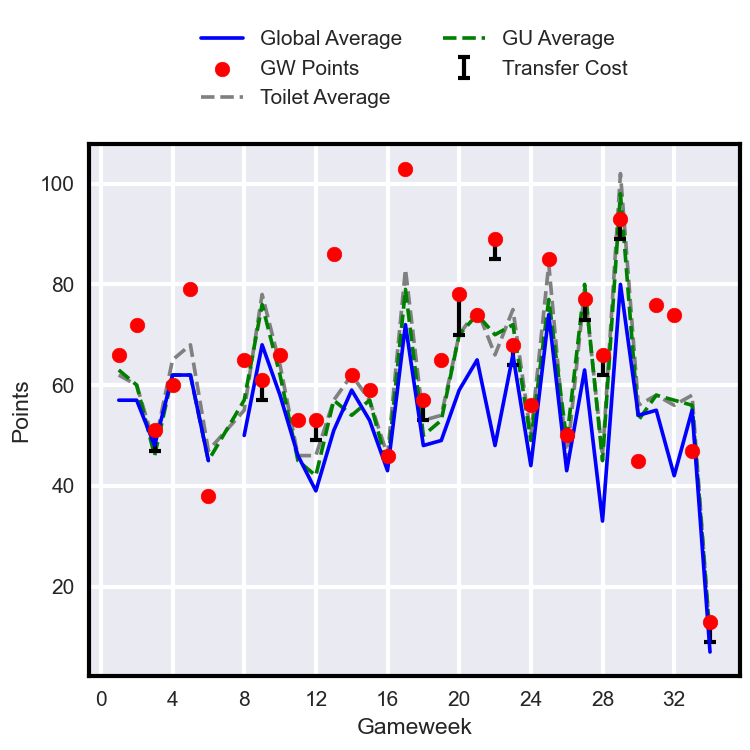 Global Average
GW Points
Toilet Average
GU Average
Transfer Cost
Points
100
80
60
40
20
0 4 8 12 16 20 24 28 32
Gameweek